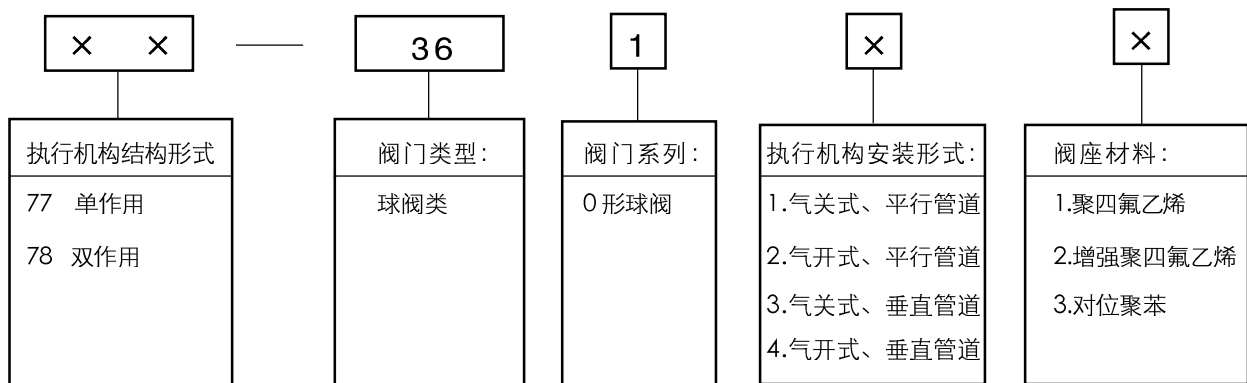 × × — 36 1 × ×
执行机构结构形式
77 单作用
78 双作用
阀门类型：
球阀类
阀门系列：
0形球阀
执行机构安装形式：
1.气关式、平行管道
2.气开式、平行管道
3.气关式、垂直管道
4.气开式、垂直管道
阀座材料：
1.聚四氟乙烯
2.增强聚四氟乙烯
3.对位聚苯